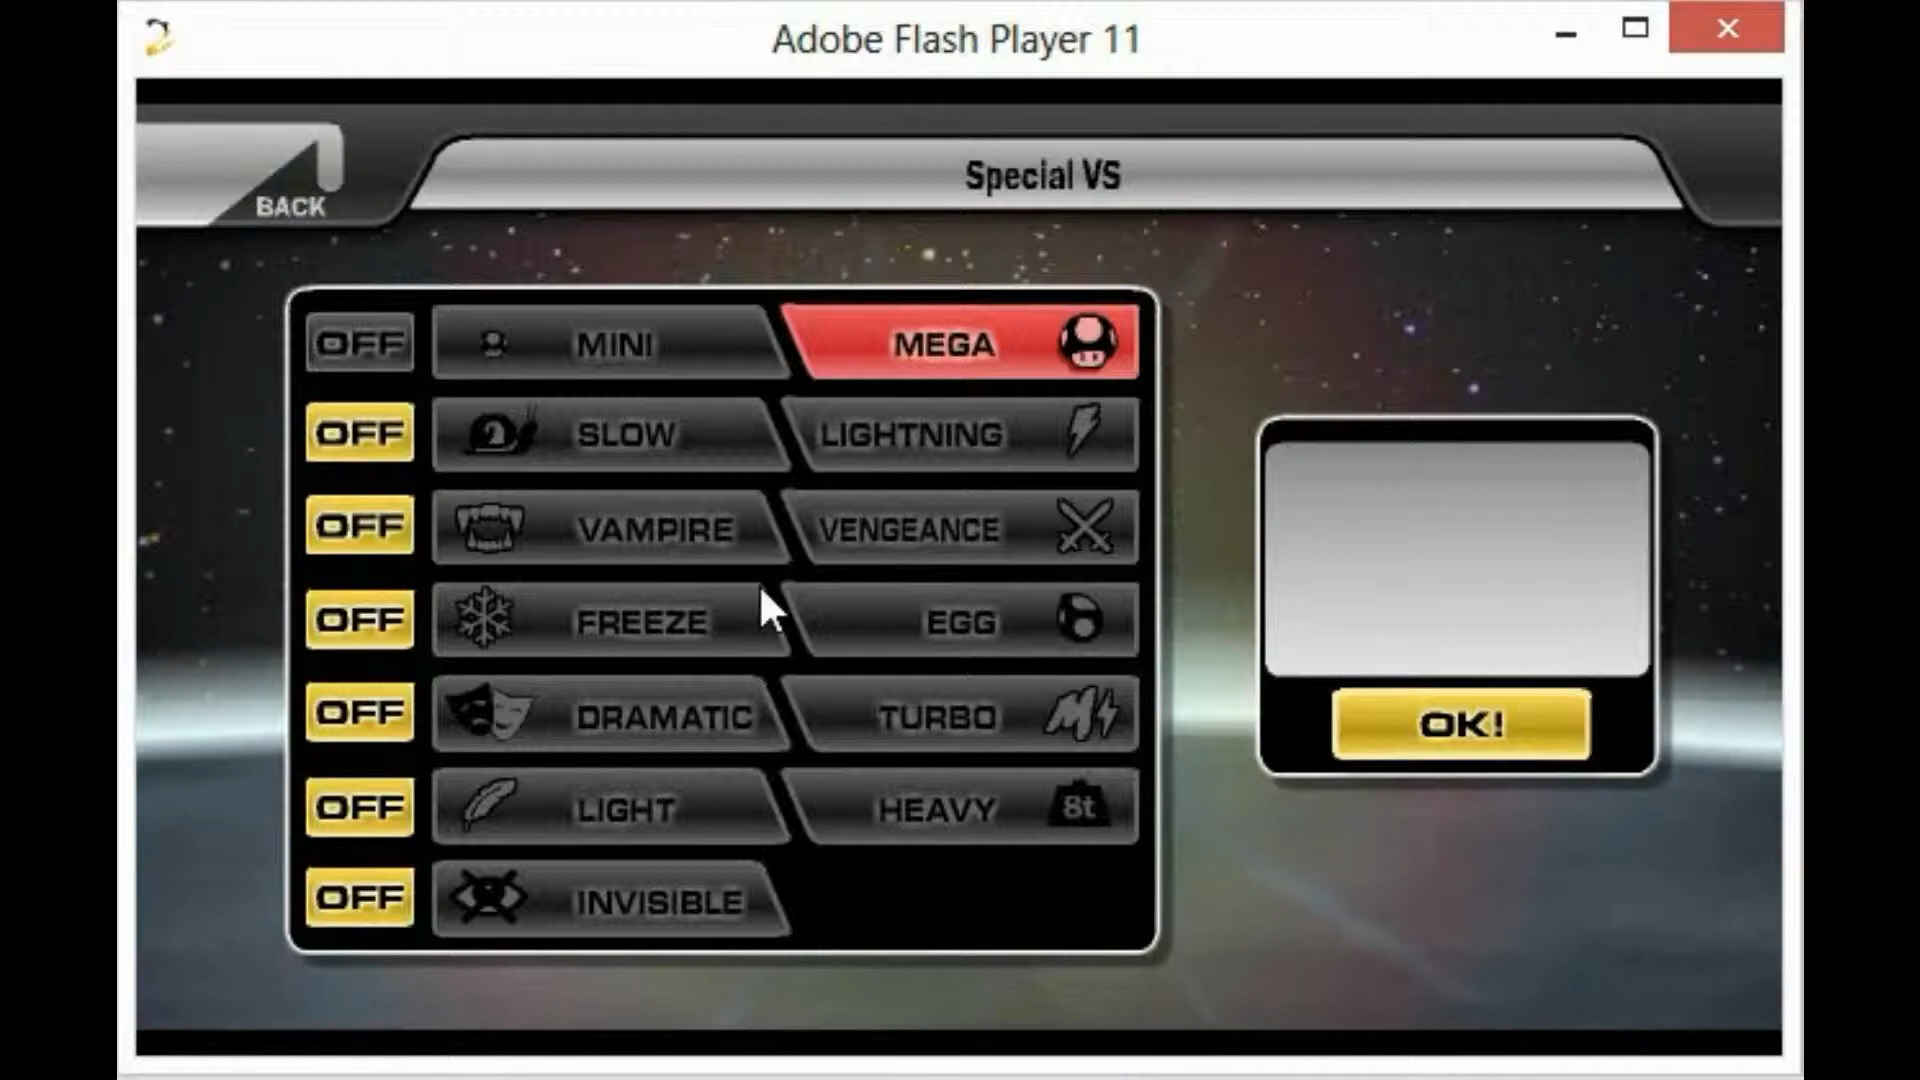 Adobe Flash Player 11
BACK
Special VS
OFF MINI MEGA
OFF SLOW LIGHTNING
OFF VAMPIRE VENGEANCE
OFF FREEZE EGG
OFF DRAMATIC TURBO
OFF LIGHT HEAVY 8t
OFF INVISIBLE
OK!